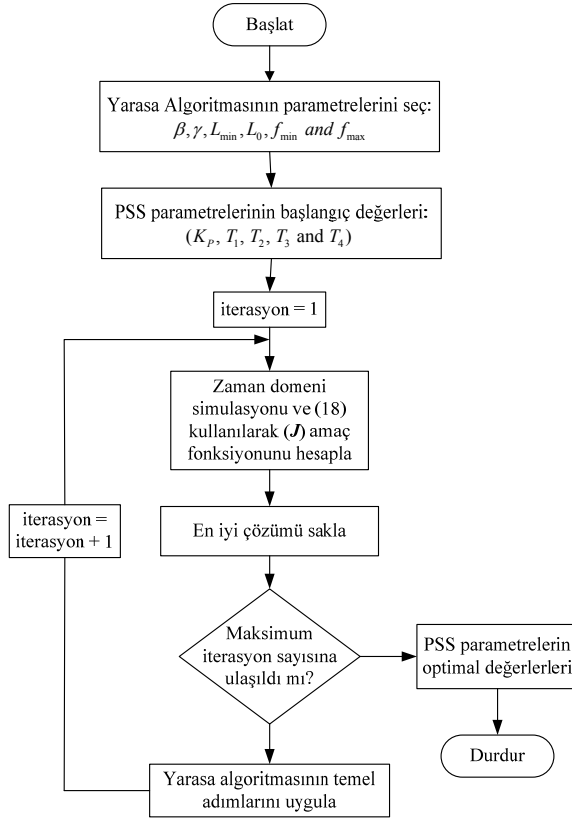 Başlat
Yarasa Algoritmasının parametrelerini seç:
β, γ, L_min, L_0, f_min and f_max
PSS parametrelerinin başlangıç değerleri:
(K_P, T_1, T_2, T_3 and T_4)
iterasyon = 1
Zaman domeni
simulasyonu ve (18)
kullanılarak (J) amaç
fonksiyonunu hesapla
iterasyon =
iterasyon + 1
En iyi çözümü sakla
Maksimum
iterasyon sayısına
ulaşıldı mı?
PSS parametrelerin
optimal değerlerleri
Durdur
Yarasa algoritmasının temel
adımlarını uygula